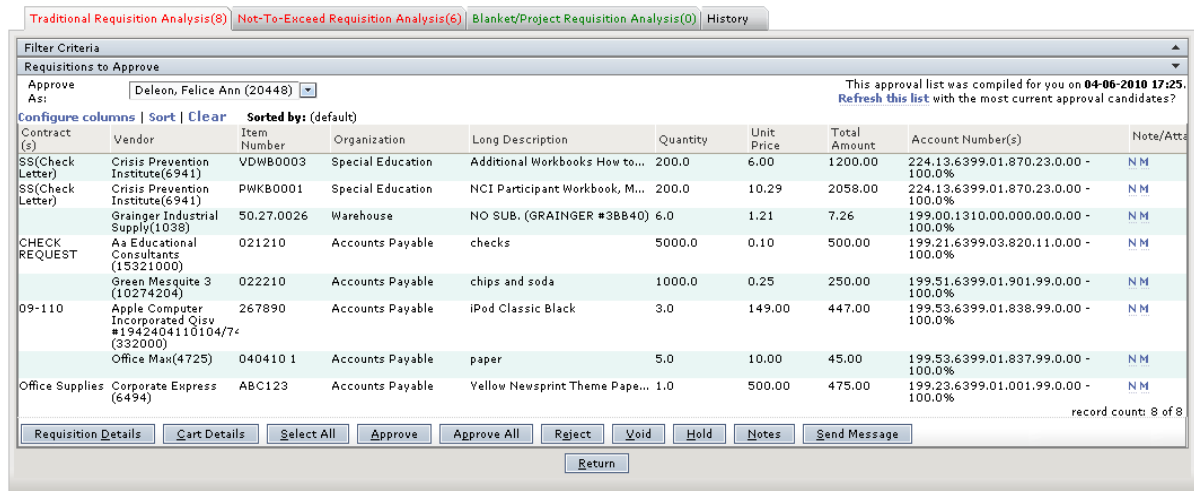 Traditional Requisition Analysis(8) Not-To-Exceed Requisition Analysis(6) Blanket/Project Requisition Analysis(0) History
Filter Criteria
Requisitions to Approve
Approve As: Deleon, Felice Ann (20448)
This approval list was compiled for you on 04-06-2010 17:25.
Refresh this list with the most current approval candidates?
Configure columns | Sort | Clear Sorted by: (default)
Contract (s) Vendor Item Number Organization Long Description Quantity Unit Price Total Amount Account Number(s) Note/Atta
SS(Check Letter) Crisis Prevention Institute(6941) VDWB0003 Special Education Additional Workbooks How to... 200.0 6.00 1200.00 224.13.6399.01.870.23.0.00 - 100.0% N M
SS(Check Letter) Crisis Prevention Institute(6941) PWKB0001 Special Education NCI Participant Workbook, M... 200.0 10.29 2058.00 224.13.6399.01.870.23.0.00 - 100.0% N M
Grainger Industrial Supply(1038) 50.27.0026 Warehouse NO SUB. (GRAINGER #3BB40) 6.0 1.21 7.26 199.00.1310.00.000.00.0.00 - 100.0% N M
CHECK REQUEST Aa Educational Consultants (15321000) 021210 Accounts Payable checks 5000.0 0.10 500.00 199.21.6399.03.820.11.0.00 - 100.0% N M
Green Mesquite 3 (10274204) 022210 Accounts Payable chips and soda 1000.0 0.25 250.00 199.51.6399.01.901.99.0.00 - 100.0% N M
09-110 Apple Computer Incorporated Qisv #1942404110104/74 (332000) 267890 Accounts Payable iPod Classic Black 3.0 149.00 447.00 199.53.6399.01.838.99.0.00 - 100.0% N M
Office Max(4725) 040410 1 Accounts Payable paper 5.0 10.00 45.00 199.53.6399.01.837.99.0.00 - 100.0% N M
Office Supplies Corporate Express (6494) ABC123 Accounts Payable Yellow Newsprint Theme Pape... 1.0 500.00 475.00 199.23.6399.01.001.99.0.00 - 100.0% N M
record count: 8 of 8
Requisition Details Cart Details Select All Approve Approve All Reject Void Hold Notes Send Message
Return